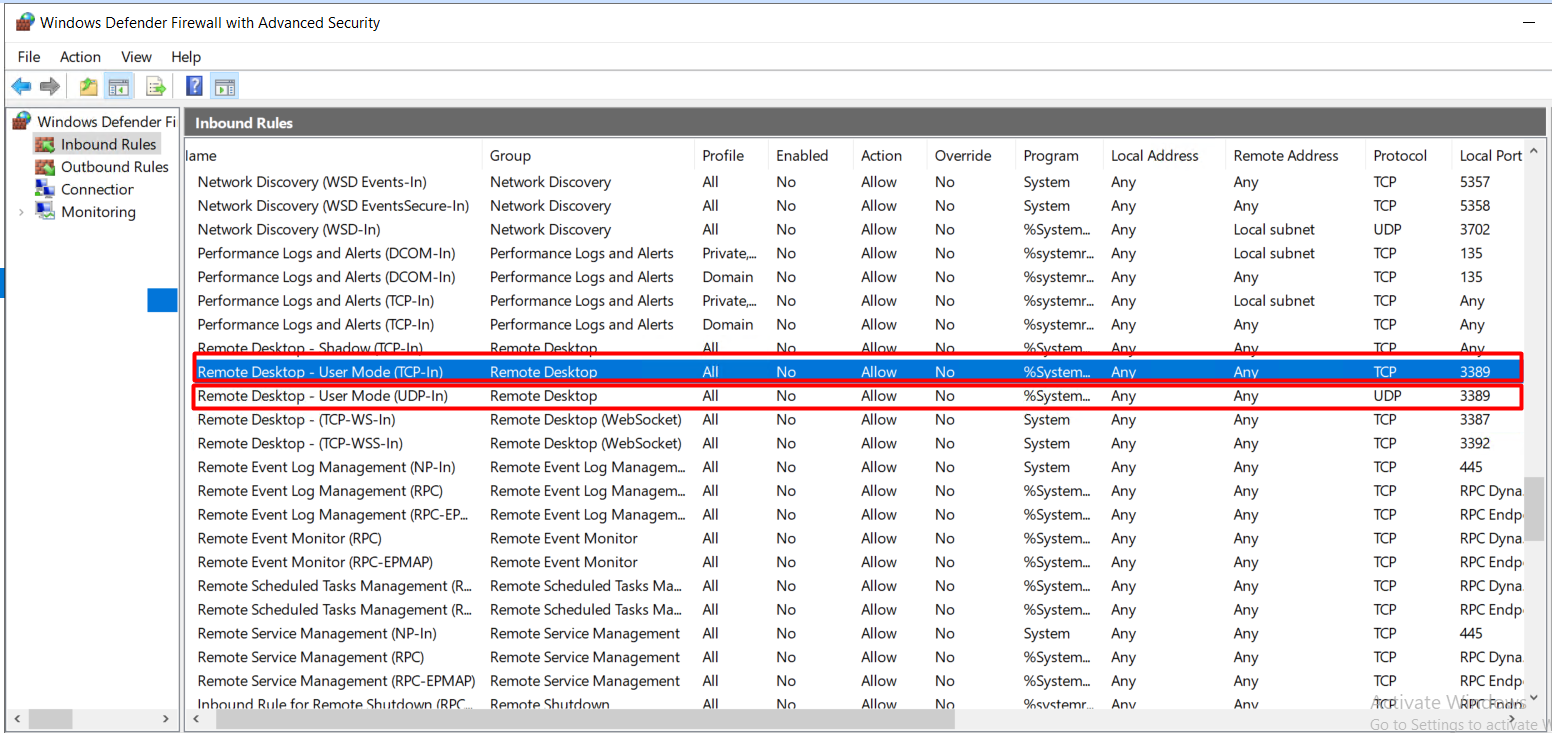 Windows Defender Firewall with Advanced Security
File Action View Help
Windows Defender Fi
Inbound Rules
Outbound Rules
Connection
Monitoring
Inbound Rules
lame Group Profile Enabled Action Override Program Local Address Remote Address Protocol Local Port
Network Discovery (WSD Events-In) Network Discovery All No Allow No System Any Any TCP 5357
Network Discovery (WSD EventsSecure-In) Network Discovery All No Allow No System Any Any TCP 5358
Network Discovery (WSD-In) Network Discovery All No Allow No %System... Any Local subnet UDP 3702
Performance Logs and Alerts (DCOM-In) Performance Logs and Alerts Private,... No Allow No %systemr... Any Local subnet TCP 135
Performance Logs and Alerts (DCOM-In) Performance Logs and Alerts Domain No Allow No %systemr... Any Any TCP 135
Performance Logs and Alerts (TCP-In) Performance Logs and Alerts Private,... No Allow No %systemr... Any Local subnet TCP Any
Performance Logs and Alerts (TCP-In) Performance Logs and Alerts Domain No Allow No %systemr... Any Any TCP Any
Remote Desktop - Shadow (TCP-In) Remote Desktop All No Allow No %System... Any Any TCP Any
Remote Desktop - User Mode (TCP-In) Remote Desktop All No Allow No %System... Any Any TCP 3389
Remote Desktop - User Mode (UDP-In) Remote Desktop All No Allow No %System... Any Any UDP 3389
Remote Desktop - (TCP-WS-In) Remote Desktop (WebSocket) All No Allow No System Any Any TCP 3387
Remote Desktop - (TCP-WSS-In) Remote Desktop (WebSocket) All No Allow No System Any Any TCP 3392
Remote Event Log Management (NP-In) Remote Event Log Managem... All No Allow No System Any Any TCP 445
Remote Event Log Management (RPC) Remote Event Log Managem... All No Allow No %System... Any Any TCP RPC Dyna
Remote Event Log Management (RPC-EP... Remote Event Log Managem... All No Allow No %System... Any Any TCP RPC Endp
Remote Event Monitor (RPC) Remote Event Monitor All No Allow No %System... Any Any TCP RPC Dyna
Remote Event Monitor (RPC-EPMAP) Remote Event Monitor All No Allow No %System... Any Any TCP RPC Endp
Remote Scheduled Tasks Management (R... Remote Scheduled Tasks Ma... All No Allow No %System... Any Any TCP RPC Dyna
Remote Scheduled Tasks Management (R... Remote Scheduled Tasks Ma... All No Allow No %System... Any Any TCP RPC Endp
Remote Service Management (NP-In) Remote Service Management All No Allow No System Any Any TCP 445
Remote Service Management (RPC) Remote Service Management All No Allow No %System... Any Any TCP RPC Dyna
Remote Service Management (RPC-EPMAP) Remote Service Management All No Allow No %System... Any Any TCP RPC Endp
Inbound Rule for Remote Shutdown (RPC... Remote Shutdown All No Allow No %systemr... Any Any TCP RPC Endp
Activate Windows
Go to Settings to activate W